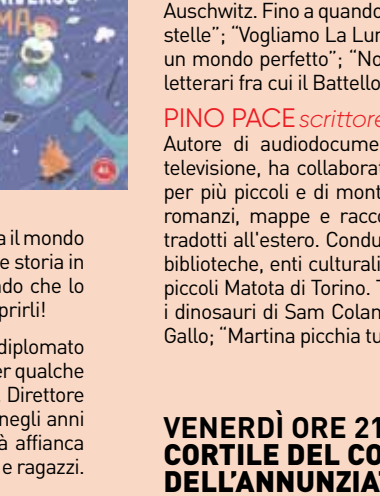 MA
a il mondo
e storia in
do che lo
prirli!
diplomato
er qualche
Direttore
negli anni
à affianca
e ragazzi.
Auschwitz. Fino a quando
stelle"; "Vogliamo La Lun
un mondo perfetto"; "No
letterari fra cui il Battello
PINO PACE scrittore
Autore di audiodocume
televisione, ha collaborat
per più piccoli e di mont
romanzi, mappe e racco
tradotti all'estero. Condu
biblioteche, enti culturali
piccoli Matota di Torino. T
i dinosauri di Sam Colan
Gallo; "Martina picchia tu
VENERDÌ ORE 21
CORTILE DEL CO
DELL'ANNUNZIAT